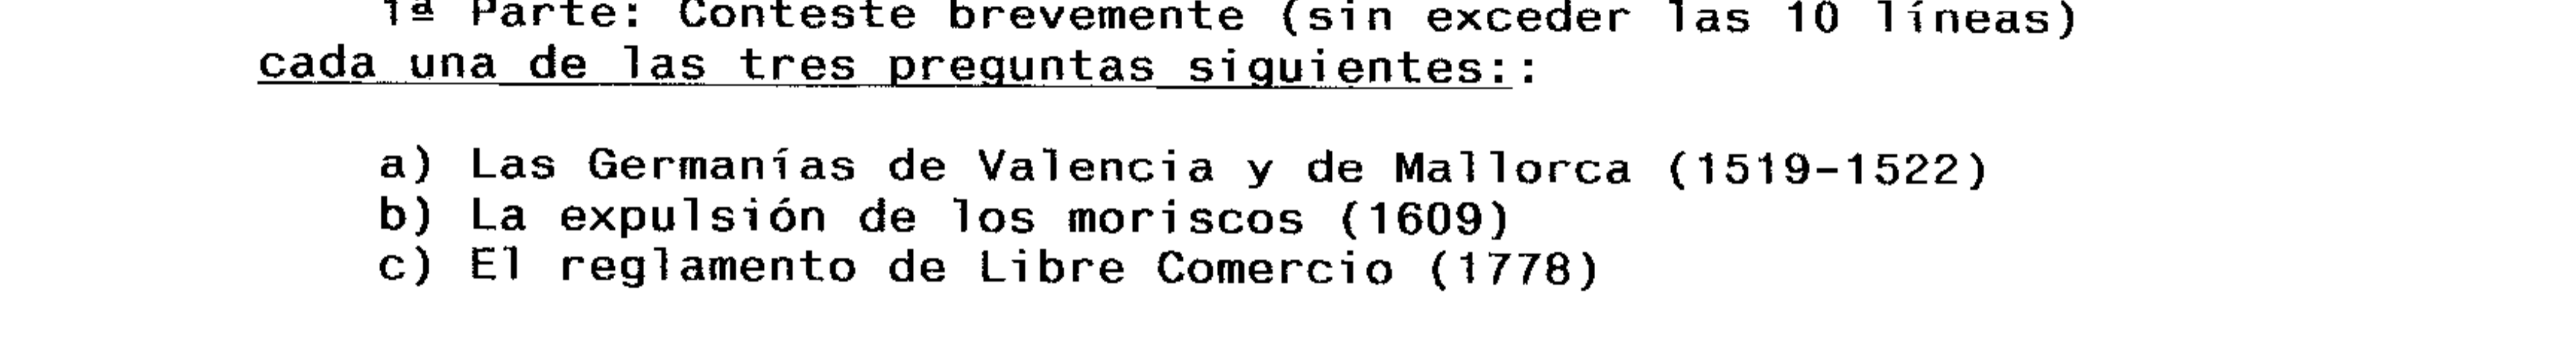 1ª Parte: Conteste brevemente (sin exceder las 10 líneas)
cada una de las tres preguntas siguientes::
a) Las Germanías de Valencia y de Mallorca (1519-1522)
b) La expulsión de los moriscos (1609)
c) El reglamento de Libre Comercio (1778)